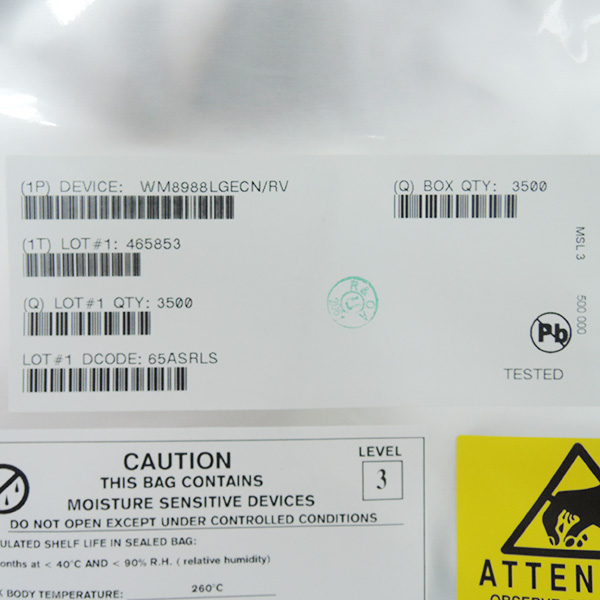 (1P) DEVICE: WM8988LGECN/RV
(Q) BOX QTY: 3500
(1T) LOT#1: 465853
(Q) LOT#1 QTY: 3500
LOT#1 DCODE: 65ASRLS
MSL 3
500 000
Pb
TESTED
CAUTION
THIS BAG CONTAINS
MOISTURE SENSITIVE DEVICES
DO NOT OPEN EXCEPT UNDER CONTROLLED CONDITIONS
LEVEL
3
ULATED SHELF LIFE IN SEALED BAG:
onths at < 40°C AND < 90% R.H. ( relative humidity)
BODY TEMPERATURE: 260°C
ATTEN